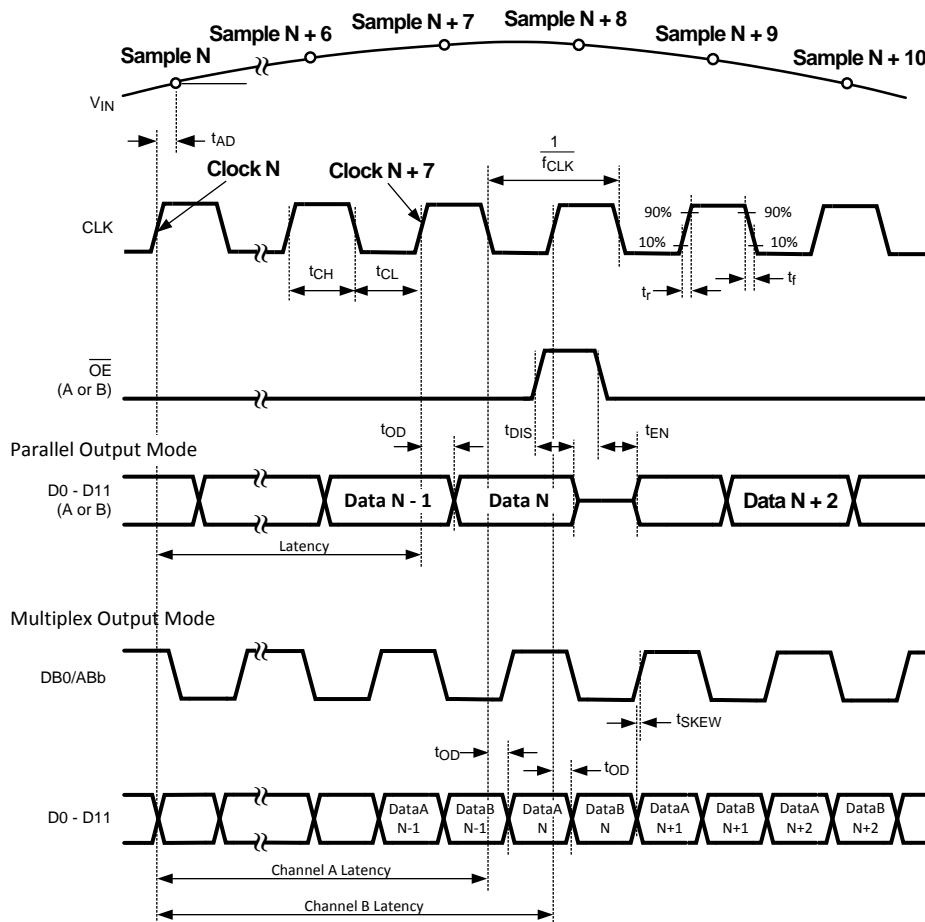 Sample N
Sample N + 6
Sample N + 7
Sample N + 8
Sample N + 9
Sample N + 10
VIN
tAD
Clock N
Clock N + 7
1
fCLK
CLK
90%
90%
10%
10%
tCH
tCL
tr
tf
OE
(A or B)
tOD
tDIS
tEN
Parallel Output Mode
D0 - D11
(A or B)
Data N - 1
Data N
Data N + 2
Latency
Multiplex Output Mode
DB0/ABb
tSKEW
tOD
tOD
D0 - D11
DataA
N-1
DataB
N-1
DataA
N
DataB
N
DataA
N+1
DataB
N+1
DataA
N+2
DataB
N+2
Channel A Latency
Channel B Latency